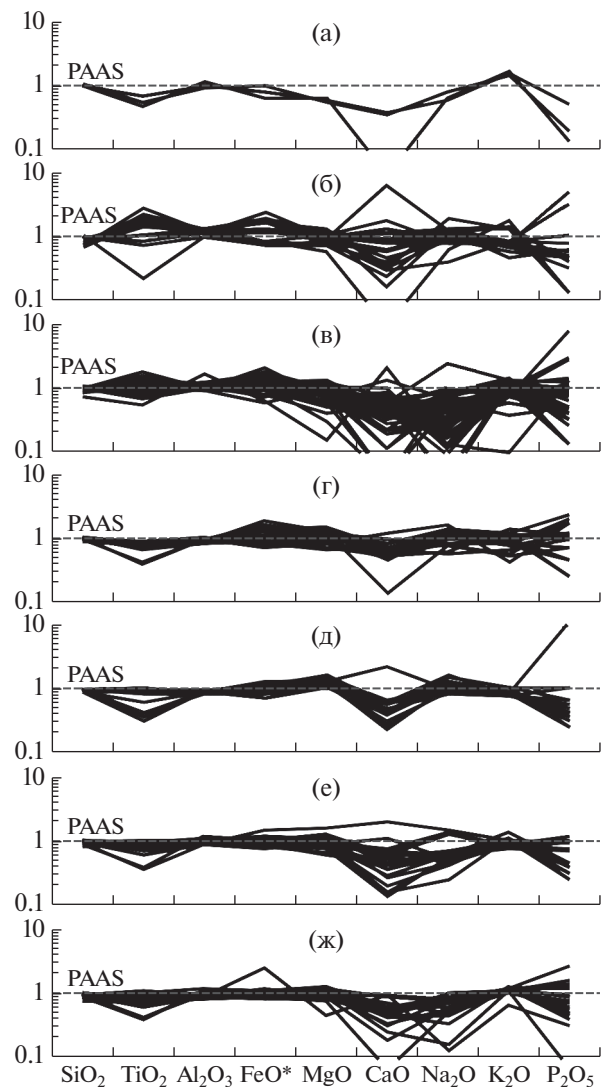 (а)
10
PAAS
1
0.1
(б)
10
PAAS
1
0.1
(в)
10
PAAS
1
0.1
(г)
10
PAAS
1
0.1
(д)
10
PAAS
1
0.1
(е)
10
PAAS
1
0.1
(ж)
10
PAAS
1
0.1
SiO₂ TiO₂ Al₂O₃ FeO* MgO CaO Na₂O K₂O P₂O₅